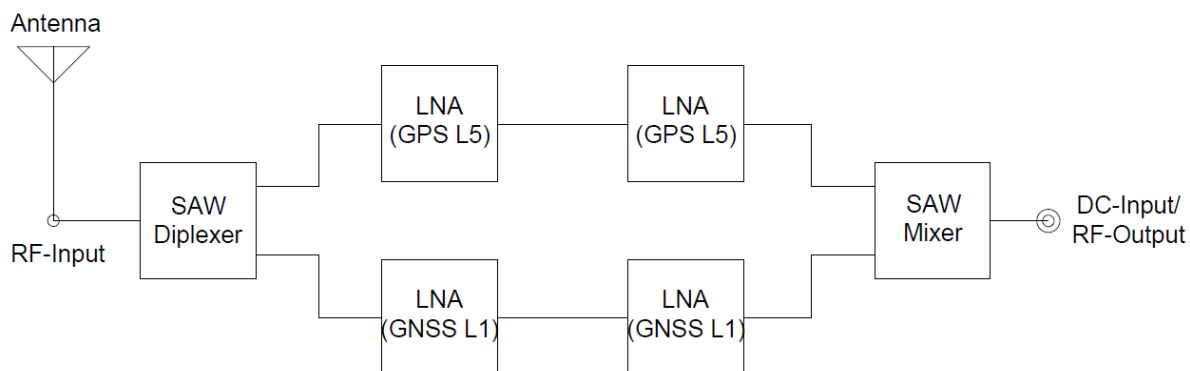 Antenna
RF-Input
SAW
Diplexer
LNA
(GPS L5)
LNA
(GPS L5)
LNA
(GNSS L1)
LNA
(GNSS L1)
SAW
Mixer
DC-Input/
RF-Output